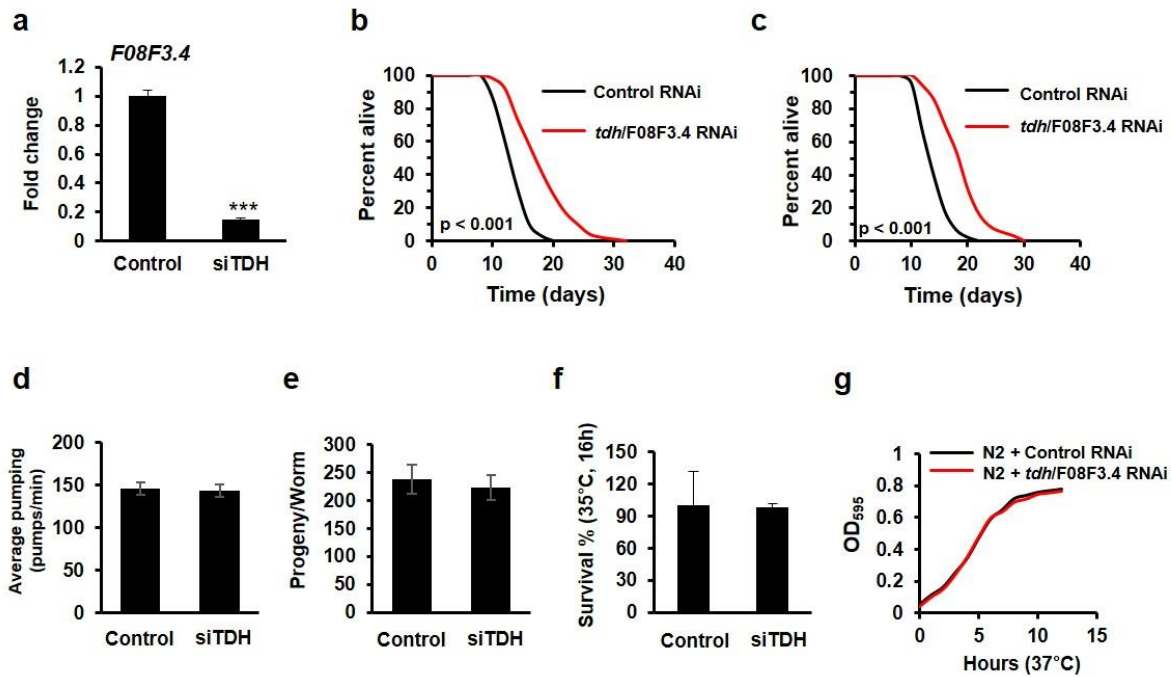 a
F08F3.4
Fold change
1.2
1
0.8
0.6
0.4
0.2
0
***
Control
siTDH
b
Percent alive
100
80
60
40
20
0
Control RNAi
tdh/F08F3.4 RNAi
p < 0.001
0
10
20
30
40
Time (days)
c
Percent alive
100
80
60
40
20
0
Control RNAi
tdh/F08F3.4 RNAi
p < 0.001
0
10
20
30
40
Time (days)
d
Average pumping
(pumps/min)
200
150
100
50
0
Control
siTDH
e
Progeny/Worm
300
250
200
150
100
50
0
Control
siTDH
f
Survival % (35°C, 16h)
150
120
90
60
30
0
Control
siTDH
g
N2 + Control RNAi
N2 + tdh/F08F3.4 RNAi
OD595
1
0.8
0.6
0.4
0.2
0
0
5
10
15
Hours (37°C)